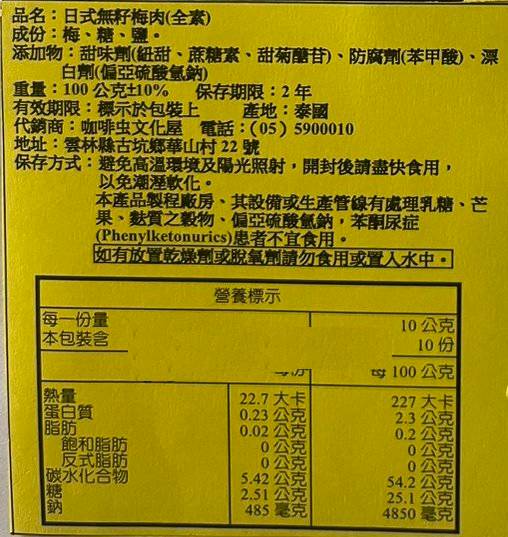 品名：日式無籽梅肉(全素)
成份：梅、糖、鹽。
添加物：甜味劑(紐甜、蔗糖素、甜菊醣苷)、防腐劑(苯甲酸)、漂
白劑(偏亞硫酸氫鈉)
重量：100 公克±10%　保存期限：2 年
有效期限：標示於包裝上　產地：泰國
代銷商：咖啡虫文化屋　電話：（05）5900010
地址：雲林縣古坑鄉華山村 22 號
保存方式：避免高溫環境及陽光照射，開封後請盡快食用，
以免潮溼軟化。
本產品製程廠房、其設備或生產管線有處理乳糖、芒
果、麩質之穀物、偏亞硫酸氫鈉，苯酮尿症
(Phenylketonurics)患者不宜食用。
如有放置乾燥劑或脫氧劑請勿食用或置入水中。
營養標示
每一份量　10 公克
本包裝含　10 份
每份　每 100 公克
熱量　22.7 大卡　227 大卡
蛋白質　0.23 公克　2.3 公克
脂肪　0.02 公克　0.2 公克
飽和脂肪　0 公克　0 公克
反式脂肪　0 公克　0 公克
碳水化合物　5.42 公克　54.2 公克
糖　2.51 公克　25.1 公克
鈉　485 毫克　4850 毫克